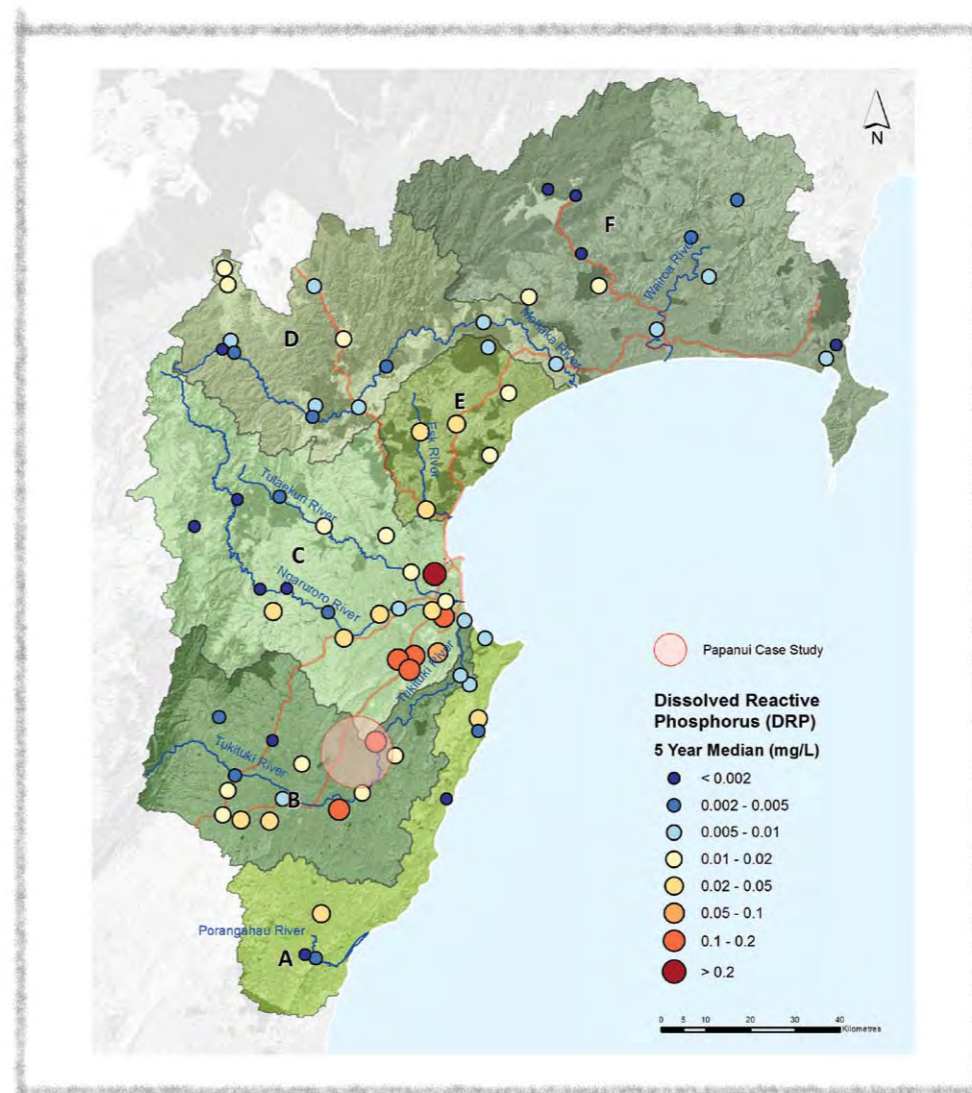 N
F
Wairoa River
Mohaka River
D
E
Esk River
Tutaekuri River
C
Ngaruroro River
Tukituki River
Papanui Case Study
Dissolved Reactive
Phosphorus (DRP)
5 Year Median (mg/L)
< 0.002
0.002 - 0.005
0.005 - 0.01
0.01 - 0.02
0.02 - 0.05
0.05 - 0.1
0.1 - 0.2
> 0.2
Tukituki River
B
Porangahau River
A
0 5 10 20 30 40
Kilometres